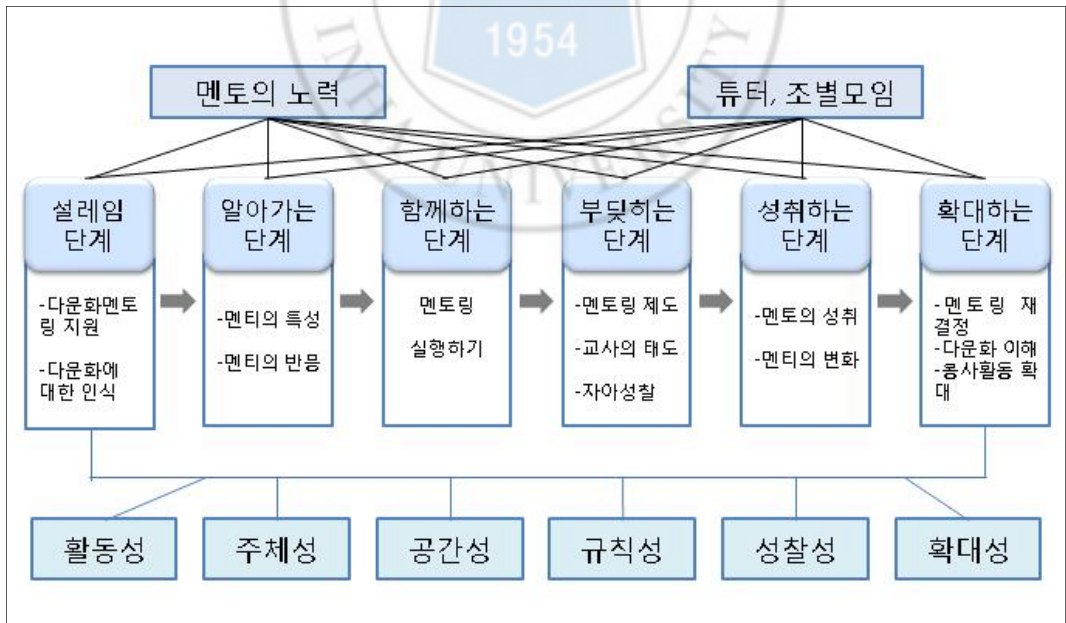 1954
INHA UNIVERSITY
멘토의 노력
튜터, 조별모임
설레임
단계
알아가는
단계
함께하는
단계
부딪히는
단계
성취하는
단계
확대하는
단계
-다문화멘토
링 지원
-다문화에
대한 인식
-멘티의 특성
-멘티의 반응
멘토링
실행하기
-멘토링 제도
-교사의 태도
-자아성찰
-멘토의 성취
-멘티의 변화
-멘토링 재
결정
-다문화 이해
-봉사활동 확
대
활동성
주체성
공간성
규칙성
성찰성
확대성